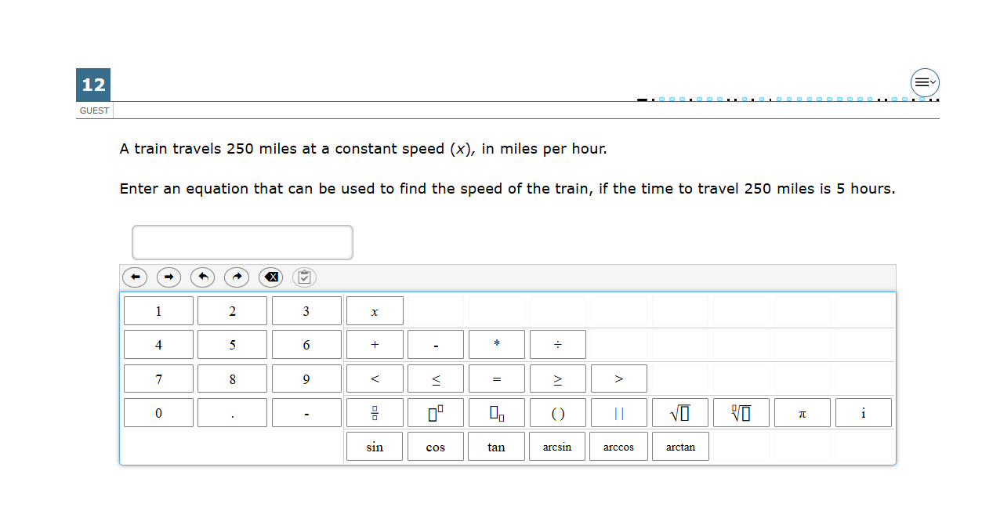 12
GUEST
A train travels 250 miles at a constant speed (x), in miles per hour.
Enter an equation that can be used to find the speed of the train, if the time to travel 250 miles is 5 hours.
1 2 3 x
4 5 6 + - * ÷
7 8 9 < ≤ = ≥ >
0 . - ▯/▯ ▯^▯ ▯_▯ ( ) | | √▯ ▯√▯ π i
sin cos tan arcsin arccos arctan